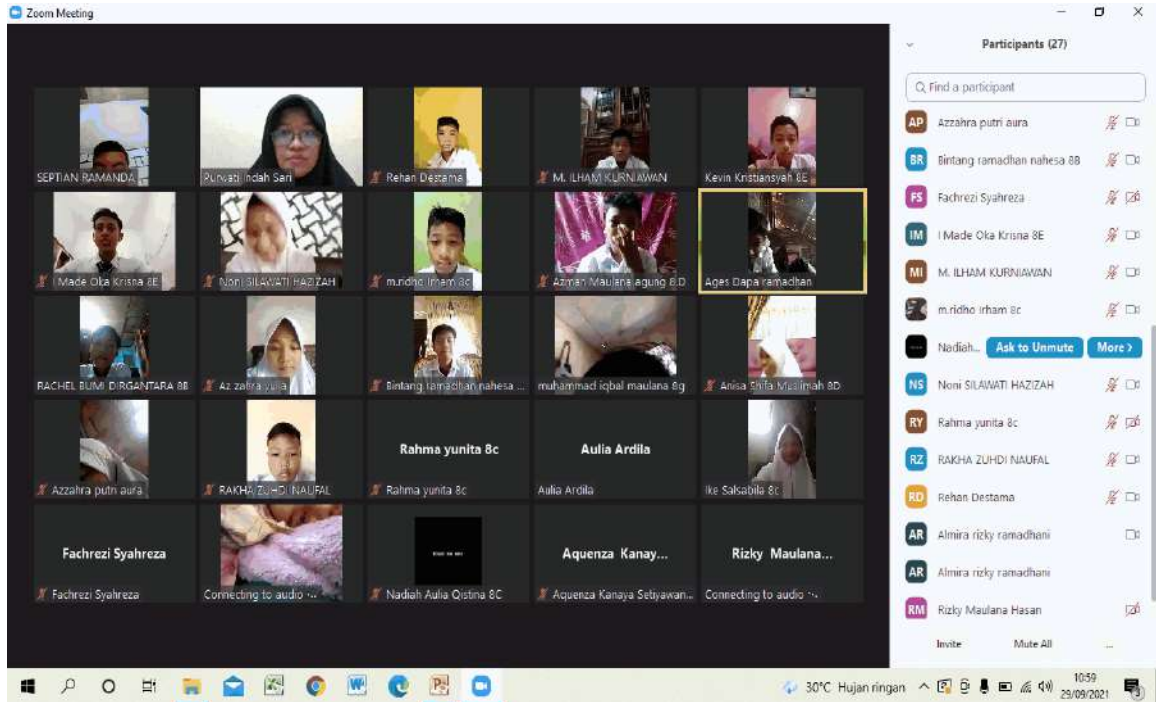 Zoom Meeting
Participants (27)
Find a participant
SEPTIAN RAMANDA
Purwati Indah Sari
Rehan Destama
M. ILHAM KURNIAWAN
Kevin Kristiansyah 8E
I Made Oka Krisna 8E
Noni SILAWATI HAZIZAH
m.ridho Irham 8c
Azman Maulana agung 8.D
Ages Dapa ramadhan
RACHEL BUMI DIRGANTARA 8B
Az zahra
Bintang ramadhan nahesa ...
muhammad iqbal maulana 8g
Anisa Shifa Muslimah 8D
Azzahra putri aura
RAKHA ZUHDI NAUFAL
Rahma yunita 8c
Rahma yunita 8c
Aulia Ardila
Aulia Ardila
Ike Salsabila 8c
Fachrezi Syahreza
Fachrezi Syahreza
Connecting to audio
Nadiah Aulia Qistina 8C
Aquenza Kanay...
Aquenza Kanaya Setiyawan...
Rizky Maulana...
Connecting to audio
AP Azzahra putri aura
BR Bintang ramadhan nahesa 8B
FS Fachrezi Syahreza
IM I Made Oka Krisna 8E
MI M. ILHAM KURNIAWAN
m.ridho Irham 8c
Nadiah... Ask to Unmute More >
NS Noni SILAWATI HAZIZAH
RY Rahma yunita 8c
RZ RAKHA ZUHDI NAUFAL
RD Rehan Destama
AR Almira rizky ramadhani
AR Almira rizky ramadhani
RM Rizky Maulana Hasan
Invite Mute All ...
30°C Hujan ringan
10:59
29/09/2021